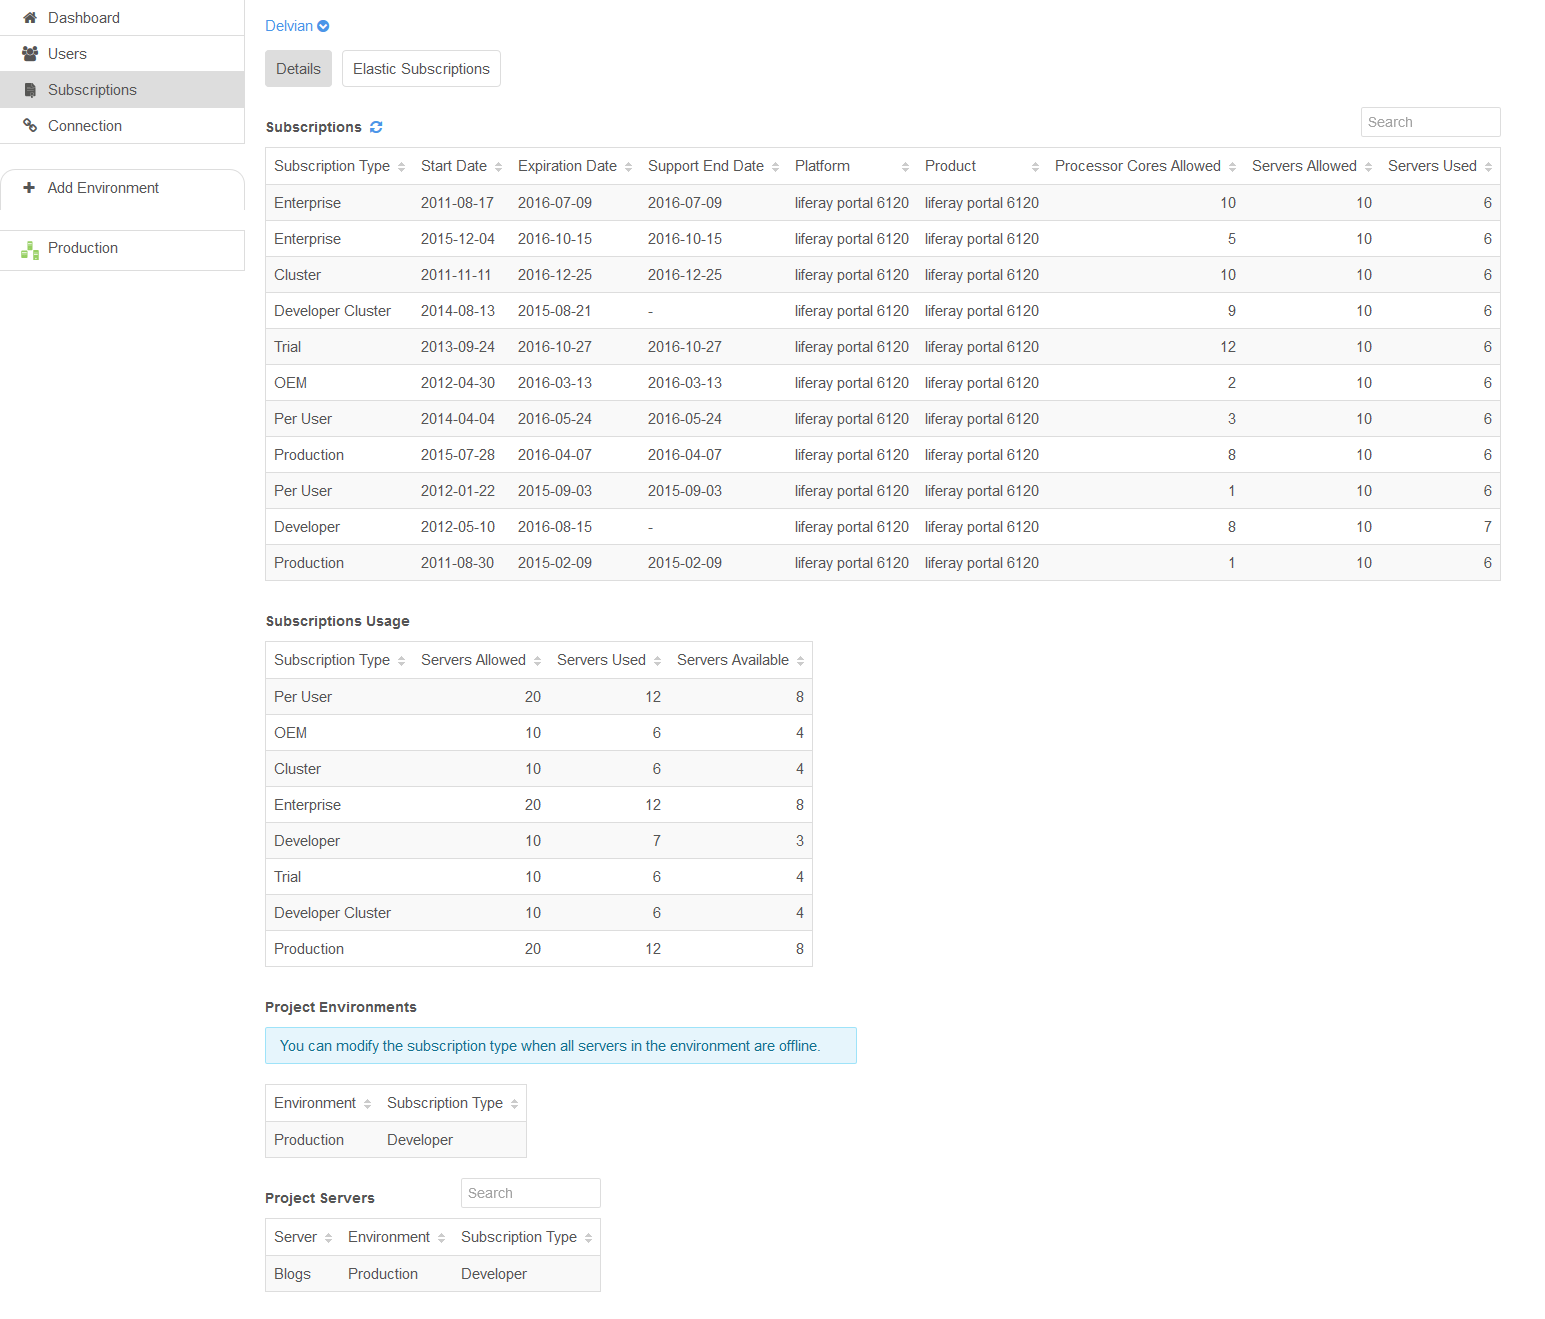 Dashboard
Users
Subscriptions
Connection
Add Environment
Production
Delvian
Details Elastic Subscriptions
Subscriptions Search
Subscription Type Start Date Expiration Date Support End Date Platform Product Processor Cores Allowed Servers Allowed Servers Used
Enterprise 2011-08-17 2016-07-09 2016-07-09 liferay portal 6120 liferay portal 6120 10 10 6
Enterprise 2015-12-04 2016-10-15 2016-10-15 liferay portal 6120 liferay portal 6120 5 10 6
Cluster 2011-11-11 2016-12-25 2016-12-25 liferay portal 6120 liferay portal 6120 10 10 6
Developer Cluster 2014-08-13 2015-08-21 - liferay portal 6120 liferay portal 6120 9 10 6
Trial 2013-09-24 2016-10-27 2016-10-27 liferay portal 6120 liferay portal 6120 12 10 6
OEM 2012-04-30 2016-03-13 2016-03-13 liferay portal 6120 liferay portal 6120 2 10 6
Per User 2014-04-04 2016-05-24 2016-05-24 liferay portal 6120 liferay portal 6120 3 10 6
Production 2015-07-28 2016-04-07 2016-04-07 liferay portal 6120 liferay portal 6120 8 10 6
Per User 2012-01-22 2015-09-03 2015-09-03 liferay portal 6120 liferay portal 6120 1 10 6
Developer 2012-05-10 2016-08-15 - liferay portal 6120 liferay portal 6120 8 10 7
Production 2011-08-30 2015-02-09 2015-02-09 liferay portal 6120 liferay portal 6120 1 10 6
Subscriptions Usage
Subscription Type Servers Allowed Servers Used Servers Available
Per User 20 12 8
OEM 10 6 4
Cluster 10 6 4
Enterprise 20 12 8
Developer 10 7 3
Trial 10 6 4
Developer Cluster 10 6 4
Production 20 12 8
Project Environments
You can modify the subscription type when all servers in the environment are offline.
Environment Subscription Type
Production Developer
Project Servers Search
Server Environment Subscription Type
Blogs Production Developer